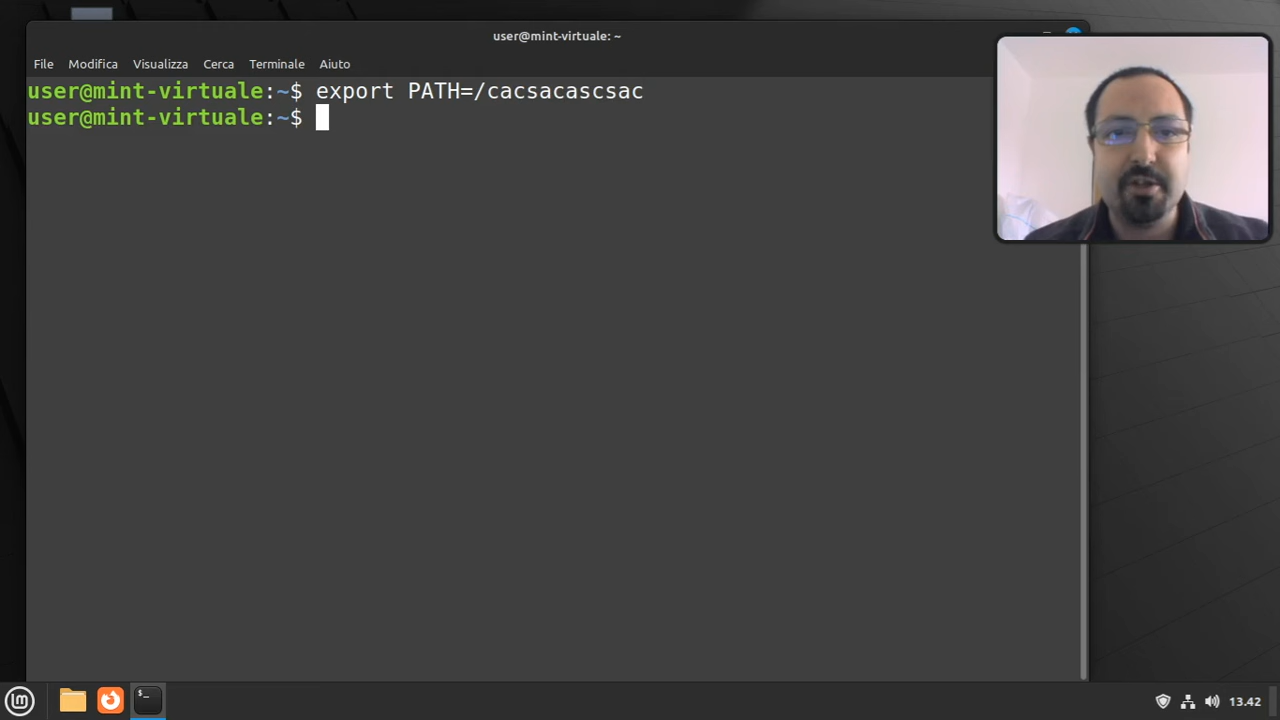 user@mint-virtuale: ~
File Modifica Visualizza Cerca Terminale Aiuto
user@mint-virtuale:~$ export PATH=/cacsacascsac
user@mint-virtuale:~$
lm $_ 13.42